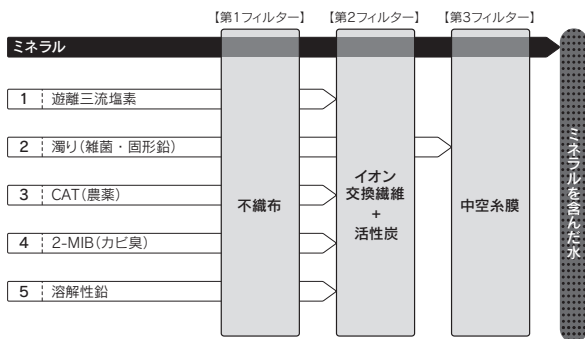 【第1フィルター】 【第2フィルター】 【第3フィルター】
ミネラル
1 遊離三流塩素
2 濁り(雑菌・固形鉛)
3 CAT(農薬)
4 2-MIB(カビ臭)
5 溶解性鉛
不織布
イオン
交換繊維
+
活性炭
中空糸膜
ミネラルを含んだ水